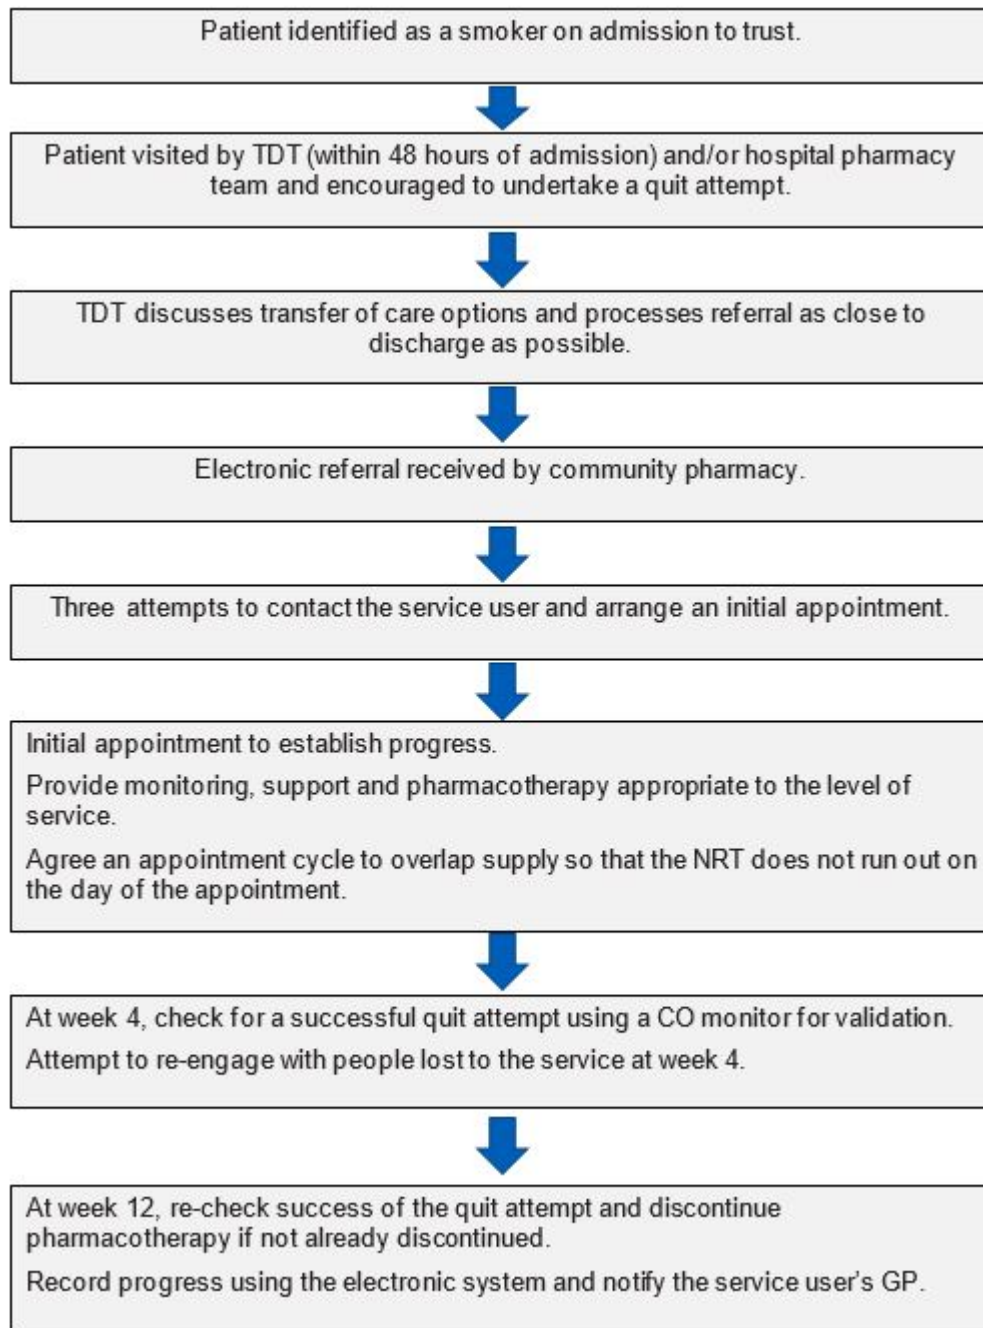 Patient identified as a smoker on admission to trust.
Patient visited by TDT (within 48 hours of admission) and/or hospital pharmacy
team and encouraged to undertake a quit attempt.
TDT discusses transfer of care options and processes referral as close to
discharge as possible.
Electronic referral received by community pharmacy.
Three attempts to contact the service user and arrange an initial appointment.
Initial appointment to establish progress.
Provide monitoring, support and pharmacotherapy appropriate to the level of
service.
Agree an appointment cycle to overlap supply so that the NRT does not run out on
the day of the appointment.
At week 4, check for a successful quit attempt using a CO monitor for validation.
Attempt to re-engage with people lost to the service at week 4.
At week 12, re-check success of the quit attempt and discontinue
pharmacotherapy if not already discontinued.
Record progress using the electronic system and notify the service user's GP.